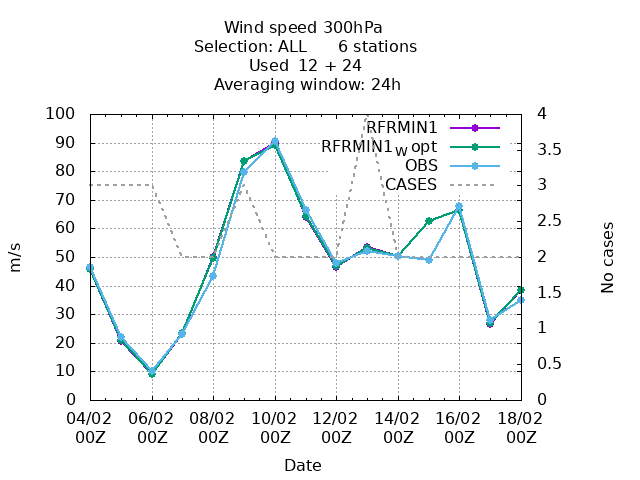 Wind speed 300hPa
Selection: ALL      6 stations
Used  12 + 24
Averaging window: 24h
100
90
80
70
60
50
40
30
20
10
0
m/s
4
3.5
3
2.5
2
1.5
1
0.5
0
No cases
RFRMIN1
RFRMIN1w opt
OBS
CASES
04/02 06/02 08/02 10/02 12/02 14/02 16/02 18/02
00Z 00Z 00Z 00Z 00Z 00Z 00Z 00Z
Date